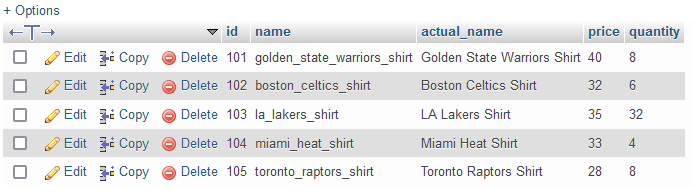 + Options
id name actual_name price quantity
Edit Copy Delete 101 golden_state_warriors_shirt Golden State Warriors Shirt 40 8
Edit Copy Delete 102 boston_celtics_shirt Boston Celtics Shirt 32 6
Edit Copy Delete 103 la_lakers_shirt LA Lakers Shirt 35 32
Edit Copy Delete 104 miami_heat_shirt Miami Heat Shirt 33 4
Edit Copy Delete 105 toronto_raptors_shirt Toronto Raptors Shirt 28 8